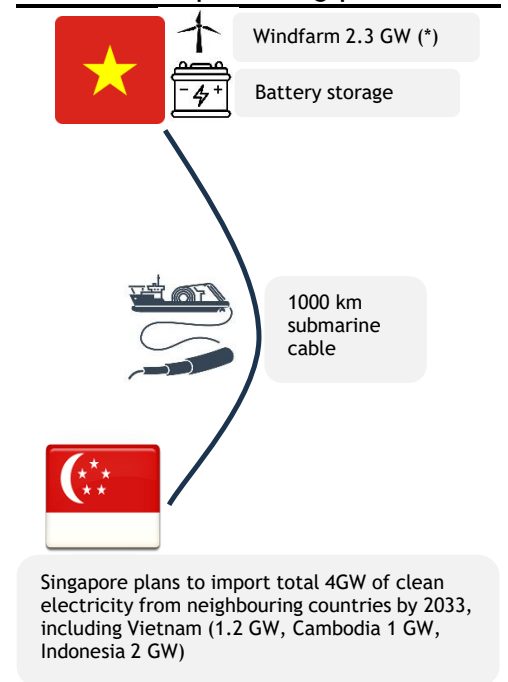 Windfarm 2.3 GW (*)
Battery storage
1000 km
submarine
cable
Singapore plans to import total 4GW of clean
electricity from neighbouring countries by 2033,
including Vietnam (1.2 GW, Cambodia 1 GW,
Indonesia 2 GW)